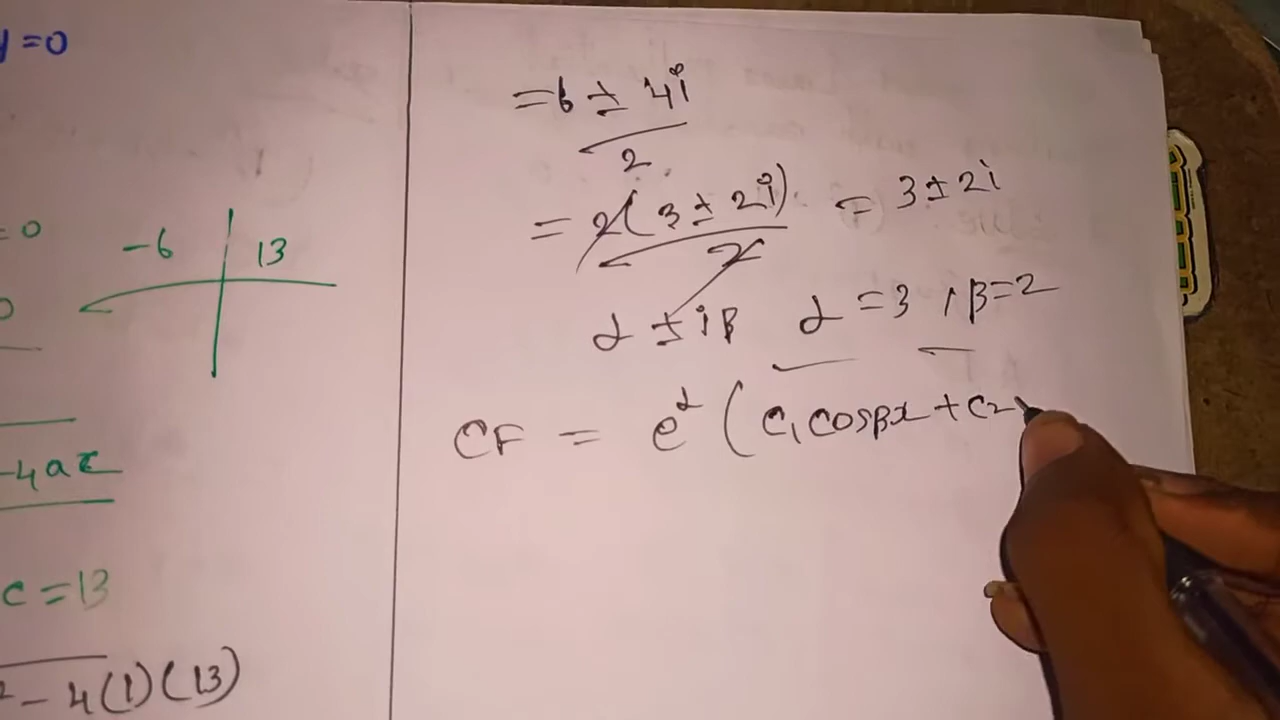 y = 0
= 0
-6 | 13
0
-4ac
c = 13
2 - 4(1)(13)
= 6 ± 4i
2
= 2(3 ± 2i) = 3 ± 2i
2
α ± iβ α = 3, β = 2
CF = e^α (c₁ cosβx + c₂